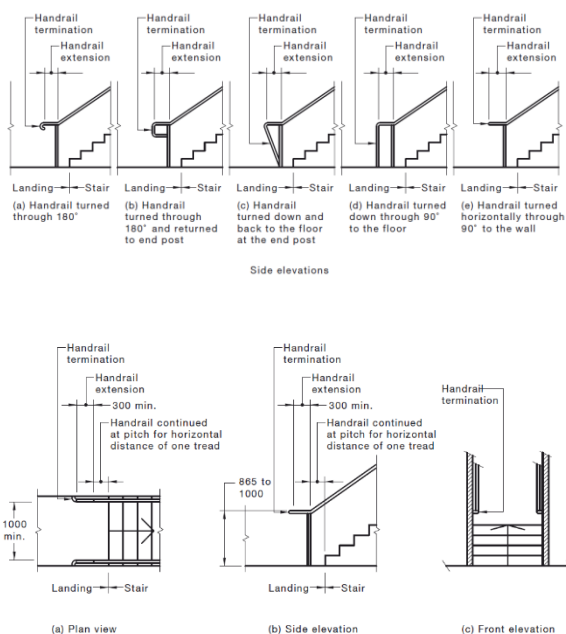 Handrail
termination
Handrail
extension
Handrail
termination
Handrail
extension
Handrail
termination
Handrail
extension
Handrail
termination
Handrail
extension
Handrail
termination
Handrail
extension
Landing Stair
Landing Stair
Landing Stair
Landing Stair
Landing Stair
(a) Handrail turned
through 180°
(b) Handrail
turned through
180° and returned
to end post
(c) Handrail
turned down and
back to the floor
at the end post
(d) Handrail turned
down through 90°
to the floor
(e) Handrail turned
horizontally through
90° to the wall
Side elevations
Handrail
termination
Handrail
extension
300 min.
Handrail continued
at pitch for horizontal
distance of one tread
1000
min.
Landing Stair
(a) Plan view
Handrail
termination
Handrail
extension
300 min.
Handrail continued
at pitch for horizontal
distance of one tread
865 to
1000
Landing Stair
(b) Side elevation
Handrail
termination
(c) Front elevation